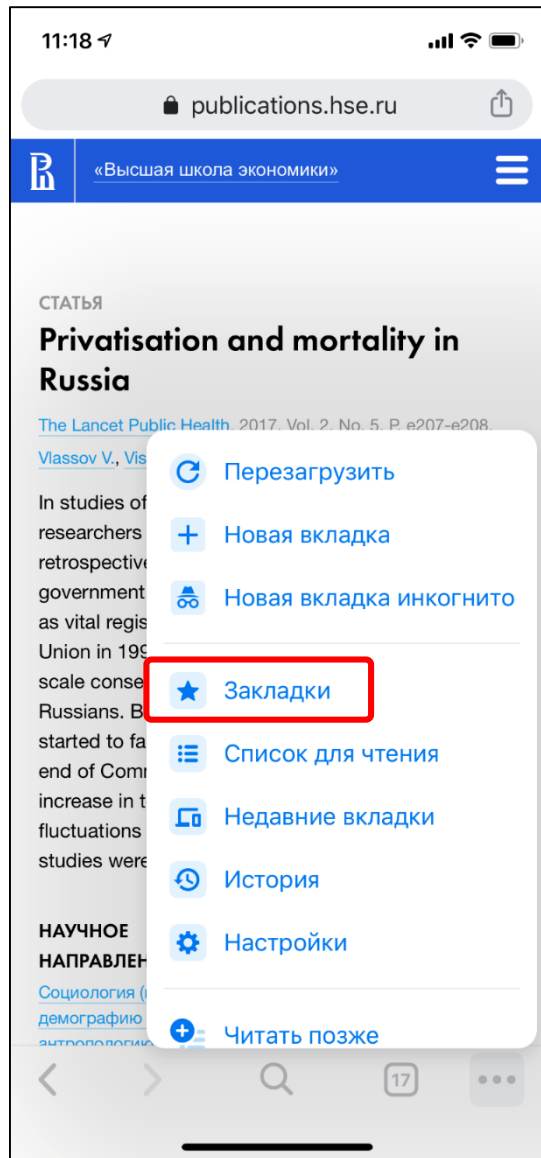 11:18
publications.hse.ru
«Высшая школа экономики»
СТАТЬЯ
Privatisation and mortality in
Russia
The Lancet Public Health. 2017. Vol. 2. No. 5. P. e207-e208.
Vlassov V., Vis
In studies of
researchers
retrospective
government
as vital regis
Union in 199
scale conse
Russians. B
started to fa
end of Comm
increase in t
fluctuations
studies were
НАУЧНОЕ
НАПРАВЛЕН
Социология (
демографию
антропологию
Перезагрузить
Новая вкладка
Новая вкладка инкогнито
Закладки
Список для чтения
Недавние вкладки
История
Настройки
Читать позже
17